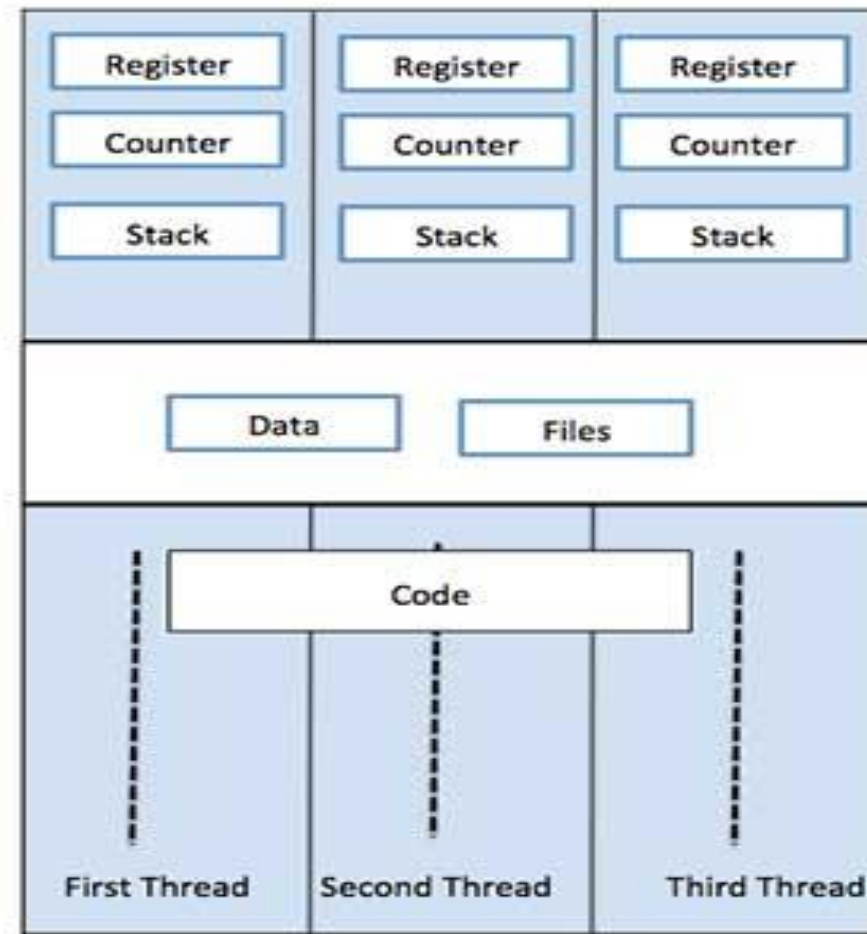 Register Register Register
Counter Counter Counter
Stack Stack Stack
Data Files
Code
First Thread Second Thread Third Thread